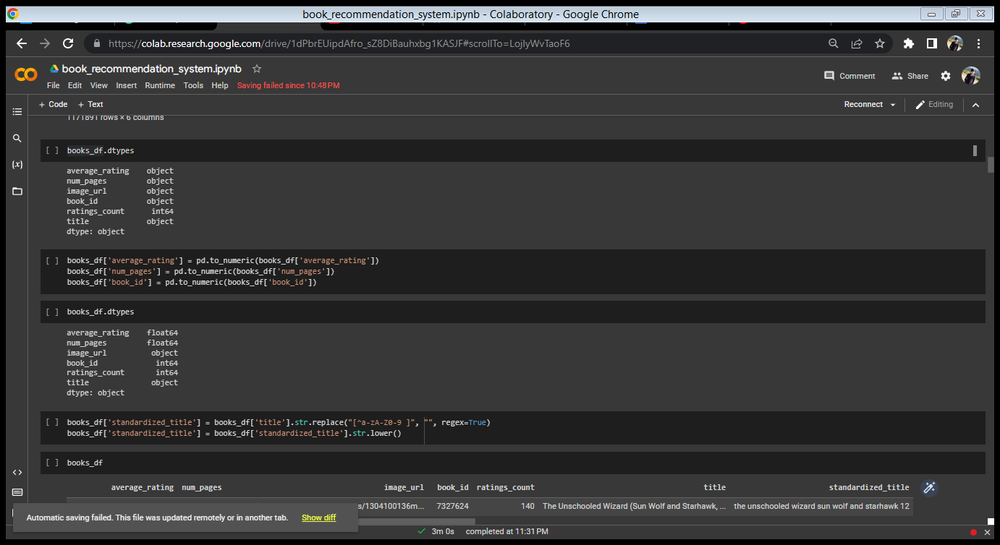 book_recommendation_system.ipynb - Colaboratory - Google Chrome
https://colab.research.google.com/drive/1dPbrEUipdAfro_sZ8DiBauhxbg1KASJF#scrollTo=LojlyWvTaoF6
book_recommendation_system.ipynb
Comment Share
File Edit View Insert Runtime Tools Help Saving failed since 10:48PM
+ Code + Text Reconnect Editing
1171891 rows × 6 columns
[ ] books_df.dtypes
average_rating object
num_pages object
image_url object
book_id object
ratings_count int64
title object
dtype: object
[ ] books_df['average_rating'] = pd.to_numeric(books_df['average_rating'])
books_df['num_pages'] = pd.to_numeric(books_df['num_pages'])
books_df['book_id'] = pd.to_numeric(books_df['book_id'])
[ ] books_df.dtypes
average_rating float64
num_pages float64
image_url object
book_id int64
ratings_count int64
title object
dtype: object
[ ] books_df['standardized_title'] = books_df['title'].str.replace("[^a-zA-Z0-9 ]", "", regex=True)
books_df['standardized_title'] = books_df['standardized_title'].str.lower()
[ ] books_df
average_rating num_pages image_url book_id ratings_count title standardized_title
s/1304100136m... 7327624 140 The Unschooled Wizard (Sun Wolf and Starhawk, ... the unschooled wizard sun wolf and starhawk 12
Automatic saving failed. This file was updated remotely or in another tab. Show diff
3m 0s completed at 11:31PM